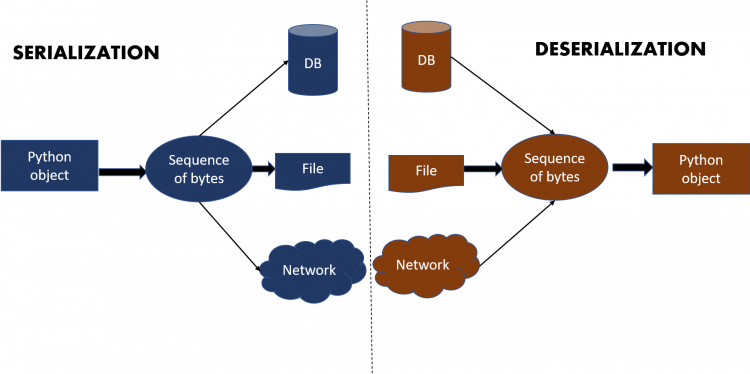 SERIALIZATION
DB
Python
object
Sequence
of bytes
File
Network
DESERIALIZATION
DB
File
Network
Sequence
of bytes
Python
object